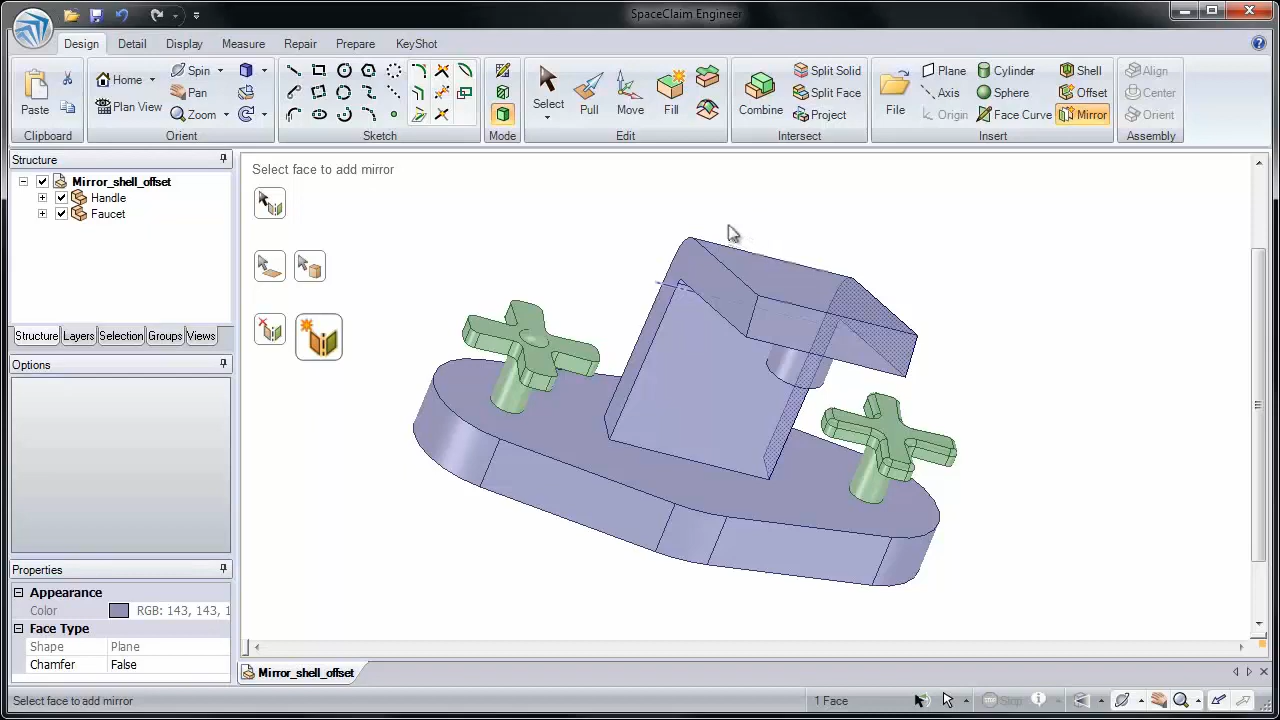 SpaceClaim Engineer
Design Detail Display Measure Repair Prepare KeyShot
Paste
Clipboard
Home Spin
Plan View Pan
Zoom
Orient
Sketch
Mode
Select Pull Move Fill
Edit
Combine
Split Solid
Split Face
Project
Intersect
File
Plane Cylinder Shell
Axis Sphere Offset
Origin Face Curve Mirror
Insert
Align
Center
Orient
Assembly
Structure
Mirror_shell_offset
Handle
Faucet
Structure Layers Selection Groups Views
Options
Properties
Appearance
Color RGB: 143, 143, 1
Face Type
Shape Plane
Chamfer False
Select face to add mirror
Mirror_shell_offset
Select face to add mirror
1 Face
Stop